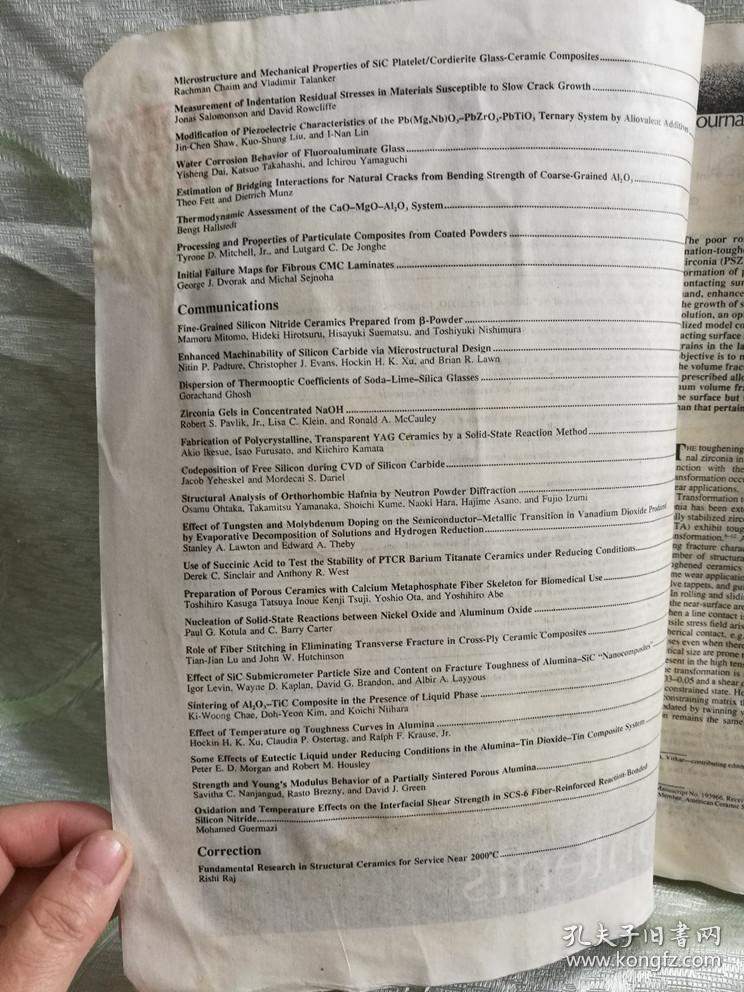 Microstructure and Mechanical Properties of SiC Platelet/Cordierite Glass-Ceramic Composites
Rachman Chaim and Vladimir Talanker
Measurement of Indentation Residual Stresses in Materials Susceptible to Slow Crack Growth
Jonas Salomonson and David Rowcliffe
Modification of Piezoelectric Characteristics of the Pb(Mg,Nb)O₃–PbZrO₃–PbTiO₃ Ternary System by Aliovalent Additives
Jin-Chen Shaw, Kuo-Shung Liu, and I-Nan Lin
Water Corrosion Behavior of Fluoroaluminate Glass
Yisheng Dai, Katsuo Takahashi, and Ichirou Yamaguchi
Estimation of Bridging Interactions for Natural Cracks from Bending Strength of Coarse-Grained Al₂O₃
Theo Fett and Dietrich Munz
Thermodynamic Assessment of the CaO–MgO–Al₂O₃ System
Bengt Hallstedt
Processing and Properties of Particulate Composites from Coated Powders
Tyrone D. Mitchell, Jr., and Lutgard C. De Jonghe
Initial Failure Maps for Fibrous CMC Laminates
George J. Dvorak and Michal Sejnoha
Communications
Fine-Grained Silicon Nitride Ceramics Prepared from β-Powder
Mamoru Mitomo, Hideki Hirotsuru, Hisayuki Suematsu, and Toshiyuki Nishimura
Enhanced Machinability of Silicon Carbide via Microstructural Design
Nitin P. Padture, Christopher J. Evans, Hockin H. K. Xu, and Brian R. Lawn
Dispersion of Thermooptic Coefficients of Soda–Lime–Silica Glasses
Gorachand Ghosh
Zirconia Gels in Concentrated NaOH
Robert S. Pavlik, Jr., Lisa C. Klein, and Ronald A. McCauley
Fabrication of Polycrystalline, Transparent YAG Ceramics by a Solid-State Reaction Method
Akio Ikesue, Isao Furusato, and Kiichiro Kamata
Codeposition of Free Silicon during CVD of Silicon Carbide
Jacob Yeheskel and Mordecai S. Dariel
Structural Analysis of Orthorhombic Hafnia by Neutron Powder Diffraction
Osamu Ohtaka, Takamitsu Yamanaka, Shoichi Kume, Naoki Hara, Hajime Asano, and Fujio Izumi
Effect of Tungsten and Molybdenum Doping on the Semiconductor–Metallic Transition in Vanadium Dioxide Produced
by Evaporative Decomposition of Solutions and Hydrogen Reduction
Stanley A. Lawton and Edward A. Theby
Use of Succinic Acid to Test the Stability of PTCR Barium Titanate Ceramics under Reducing Conditions
Derek C. Sinclair and Anthony R. West
Preparation of Porous Ceramics with Calcium Metaphosphate Fiber Skeleton for Biomedical Use
Toshihiro Kasuga Tatsuya Inoue Kenji Tsuji, Yoshio Ota, and Yoshihiro Abe
Nucleation of Solid-State Reactions between Nickel Oxide and Aluminum Oxide
Paul G. Kotula and C. Barry Carter
Role of Fiber Stitching in Eliminating Transverse Fracture in Cross-Ply Ceramic Composites
Tian-Jian Lu and John W. Hutchinson
Effect of SiC Submicrometer Particle Size and Content on Fracture Toughness of Alumina–SiC "Nanocomposites"
Igor Levin, Wayne D. Kaplan, David G. Brandon, and Albir A. Layyous
Sintering of Al₂O₃–TiC Composite in the Presence of Liquid Phase
Ki-Woong Chae, Doh-Yeon Kim, and Koichi Niihara
Effect of Temperature on Toughness Curves in Alumina
Hockin H. K. Xu, Claudia P. Ostertag, and Ralph F. Krause, Jr.
Some Effects of Eutectic Liquid under Reducing Conditions in the Alumina–Tin Dioxide–Tin Composite System
Peter E. D. Morgan and Robert M. Housley
Strength and Young's Modulus Behavior of a Partially Sintered Porous Alumina
Savitha C. Nanjangud, Rasto Brezny, and David J. Green
Oxidation and Temperature Effects on the Interfacial Shear Strength in SCS-6 Fiber-Reinforced Reaction-Bonded
Silicon Nitride
Mohamed Guermazi
Correction
Fundamental Research in Structural Ceramics for Service Near 2000°C
Rishi Raj
孔夫子旧书网
www.kongfz.com